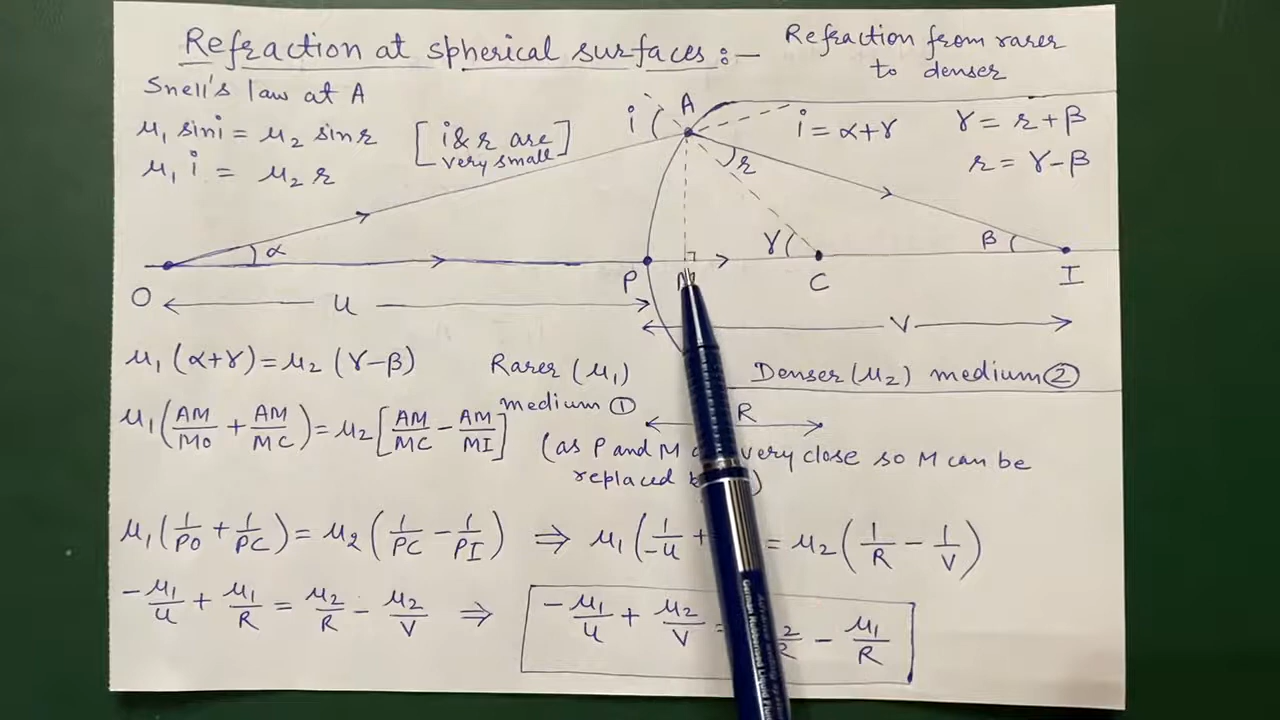 Refraction at spherical surfaces :—
Refraction from rarer
to denser
Snell's law at A
μ₁ sini = μ₂ sinr
[i & r are
very small]
μ₁ i = μ₂ r
i
A
i = α+γ
γ = r + β
r = γ-β
r
α
γ
β
O
P
M
C
I
u
v
μ₁ (α+γ) = μ₂ (γ-β)
Rarer (μ₁)
medium ①
Denser (μ₂) medium ②
R
μ₁(AM/MO + AM/MC) = μ₂[AM/MC - AM/MI]
(as P and M very close so M can be
replaced )
μ₁(1/PO + 1/PC) = μ₂(1/PC - 1/PI) ⇒ μ₁(1/-u + = μ₂(1/R - 1/v)
-μ₁/u + μ₁/R = μ₂/R - μ₂/v ⇒ -μ₁/u + μ₂/v = 2/R - μ₁/R